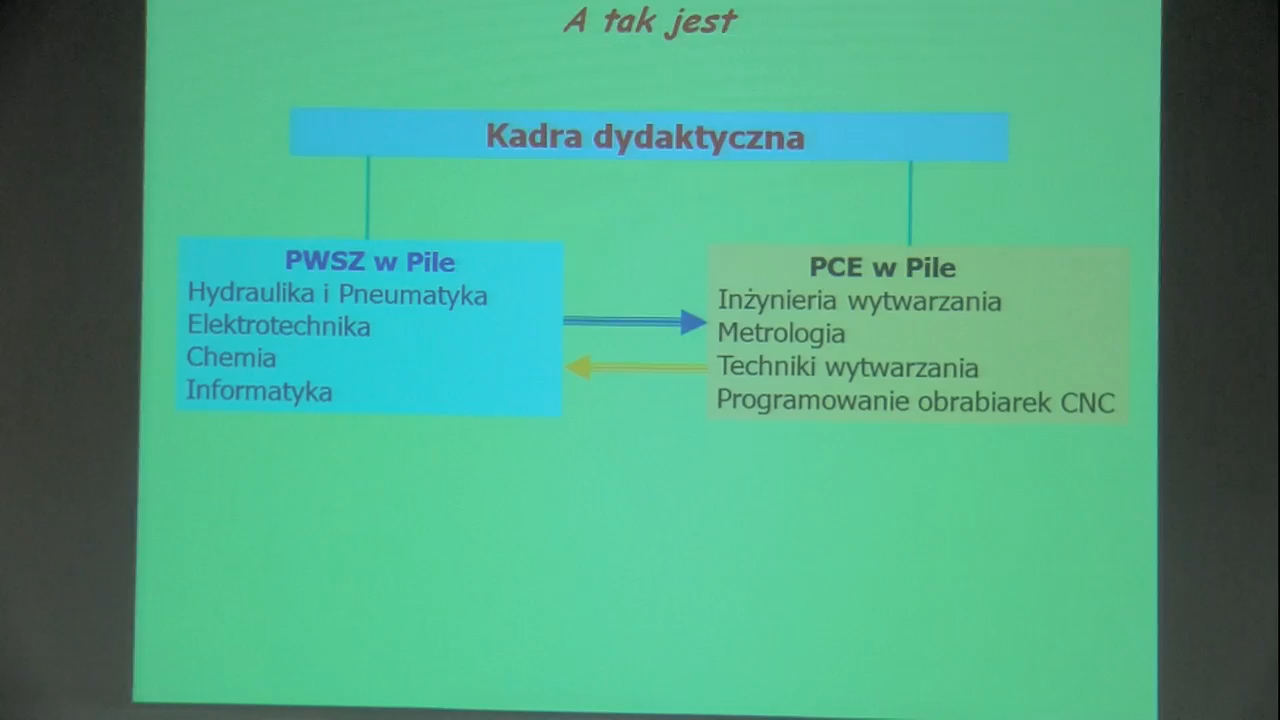 A tak jest
Kadra dydaktyczna
PWSZ w Pile
Hydraulika i Pneumatyka
Elektrotechnika
Chemia
Informatyka
PCE w Pile
Inżynieria wytwarzania
Metrologia
Techniki wytwarzania
Programowanie obrabiarek CNC